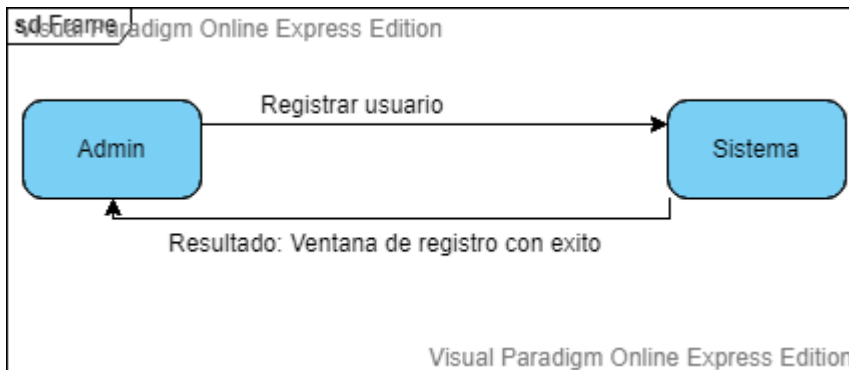 sd Frame
Visual Paradigm Online Express Edition
Registrar usuario
Admin
Sistema
Resultado: Ventana de registro con exito
Visual Paradigm Online Express Edition